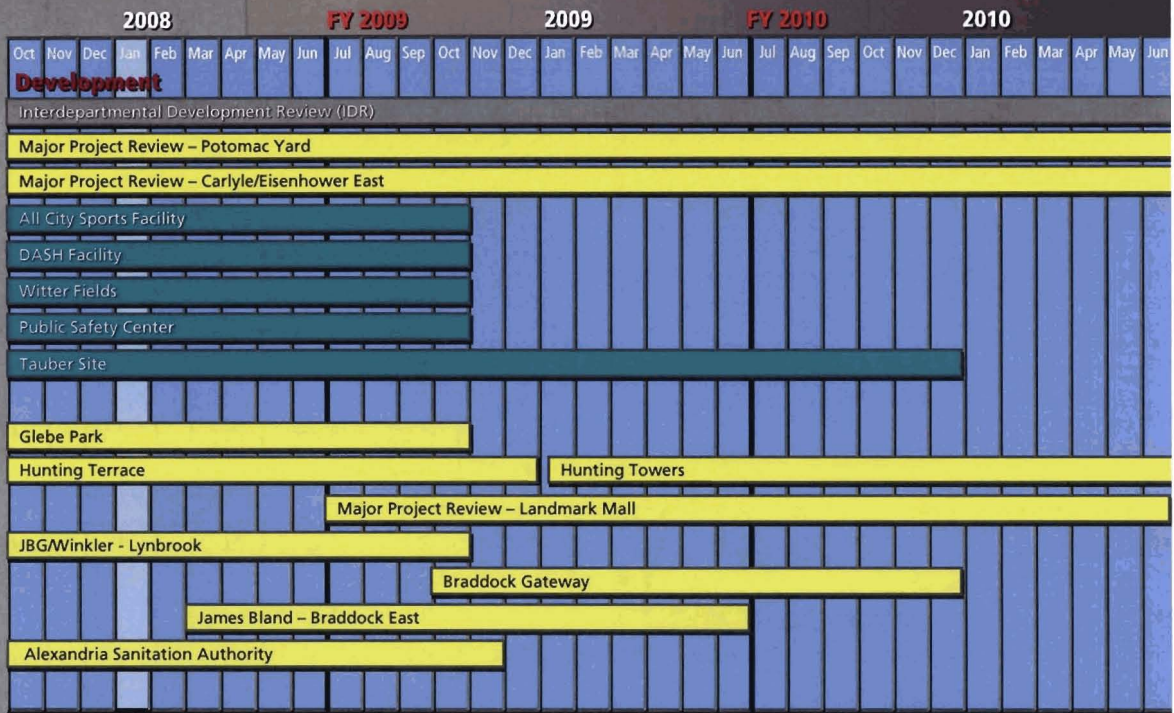 2008 FY 2009 2009 FY 2010 2010
Oct Nov Dec Jan Feb Mar Apr May Jun Jul Aug Sep Oct Nov Dec Jan Feb Mar Apr May Jun Jul Aug Sep Oct Nov Dec Jan Feb Mar Apr May Jun
Development
Interdepartmental Development Review (IDR)
Major Project Review – Potomac Yard
Major Project Review – Carlyle/Eisenhower East
All City Sports Facility
DASH Facility
Witter Fields
Public Safety Center
Tauber Site
Glebe Park
Hunting Terrace Hunting Towers
Major Project Review – Landmark Mall
JBG/Winkler - Lynbrook
Braddock Gateway
James Bland – Braddock East
Alexandria Sanitation Authority